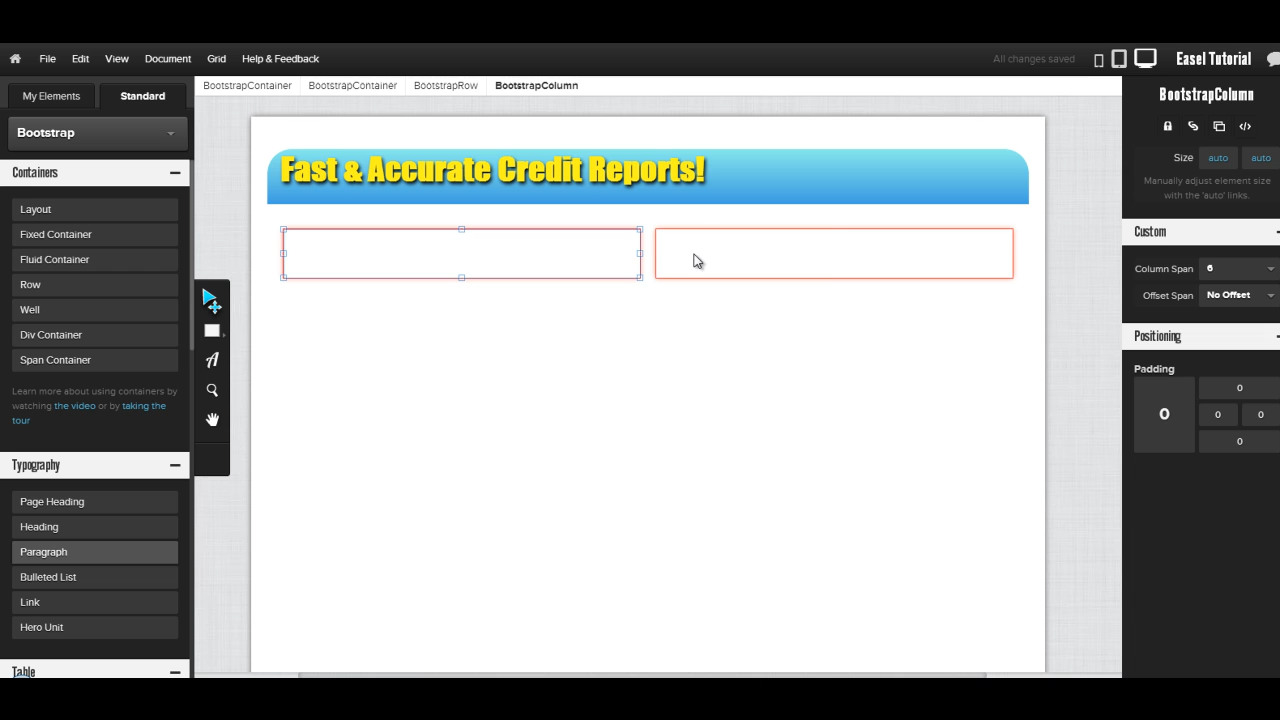 File Edit View Document Grid Help & Feedback All changes saved Easel Tutorial
My Elements Standard
Bootstrap
Containers
Layout
Fixed Container
Fluid Container
Row
Well
Div Container
Span Container
Learn more about using containers by
watching the video or by taking the
tour
Typography
Page Heading
Heading
Paragraph
Bulleted List
Link
Hero Unit
Table
BootstrapContainer BootstrapContainer BootstrapRow BootstrapColumn
Fast & Accurate Credit Reports!
A
BootstrapColumn
Size auto auto
Manually adjust element size
with the 'auto' links.
Custom
Column Span 6
Offset Span No Offset
Positioning
Padding
0
0
0 0
0